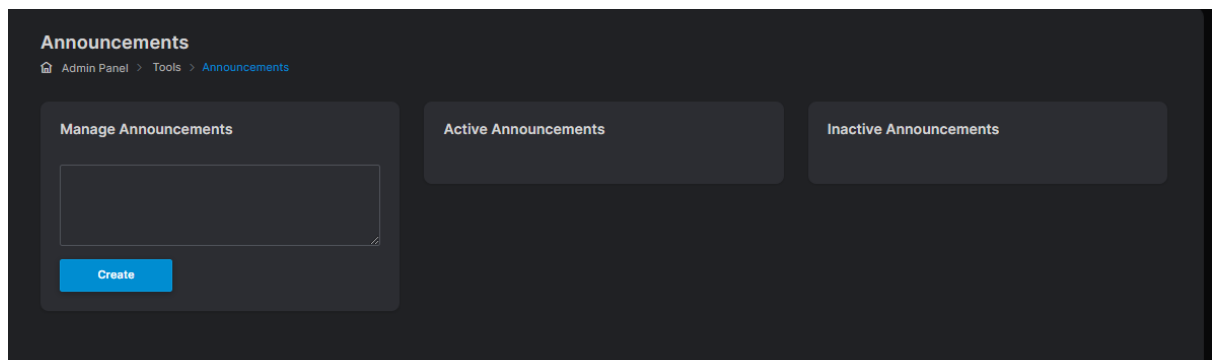 Announcements
Admin Panel > Tools > Announcements
Manage Announcements
Create
Active Announcements
Inactive Announcements